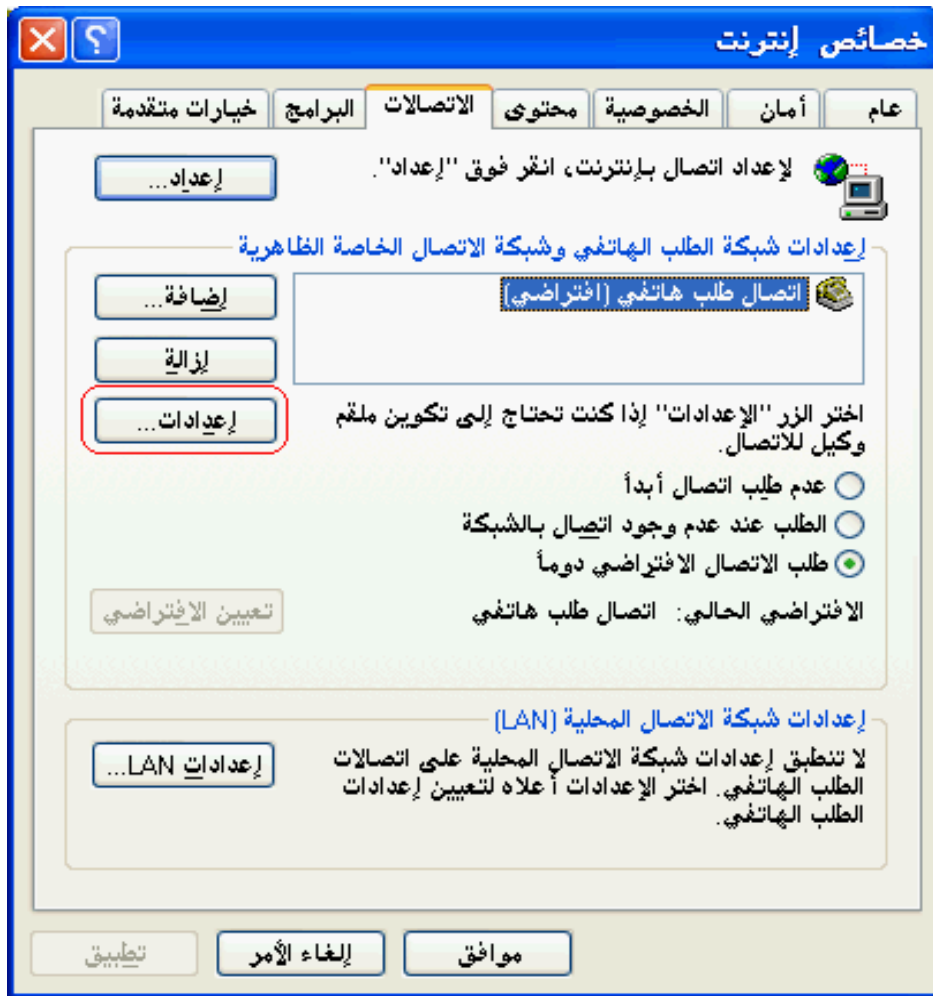 خصائص إنترنت
عام أمان الخصوصية محتوى الاتصالات البرامج خيارات متقدمة
لإعداد اتصال بإنترنت، انقر فوق "إعداد".
إعداد...
إعدادات شبكة الطلب الهاتفي وشبكة الاتصال الخاصة الظاهرية
اتصال طلب هاتفي (افتراضي)
إضافة...
إزالة
إعدادات...
اختر الزر "الإعدادات" إذا كنت تحتاج إلى تكوين ملقم
وكيل للاتصال.
عدم طلب اتصال أبداً
الطلب عند عدم وجود اتصال بالشبكة
طلب الاتصال الافتراضي دوماً
الافتراضي الحالي: اتصال طلب هاتفي
تعيين الافتراضي
إعدادات شبكة الاتصال المحلية (LAN)
لا تنطبق إعدادات شبكة الاتصال المحلية على اتصالات
الطلب الهاتفي. اختر الإعدادات أعلاه لتعيين إعدادات
الطلب الهاتفي.
إعدادات LAN...
موافق
إلغاء الأمر
تطبيق